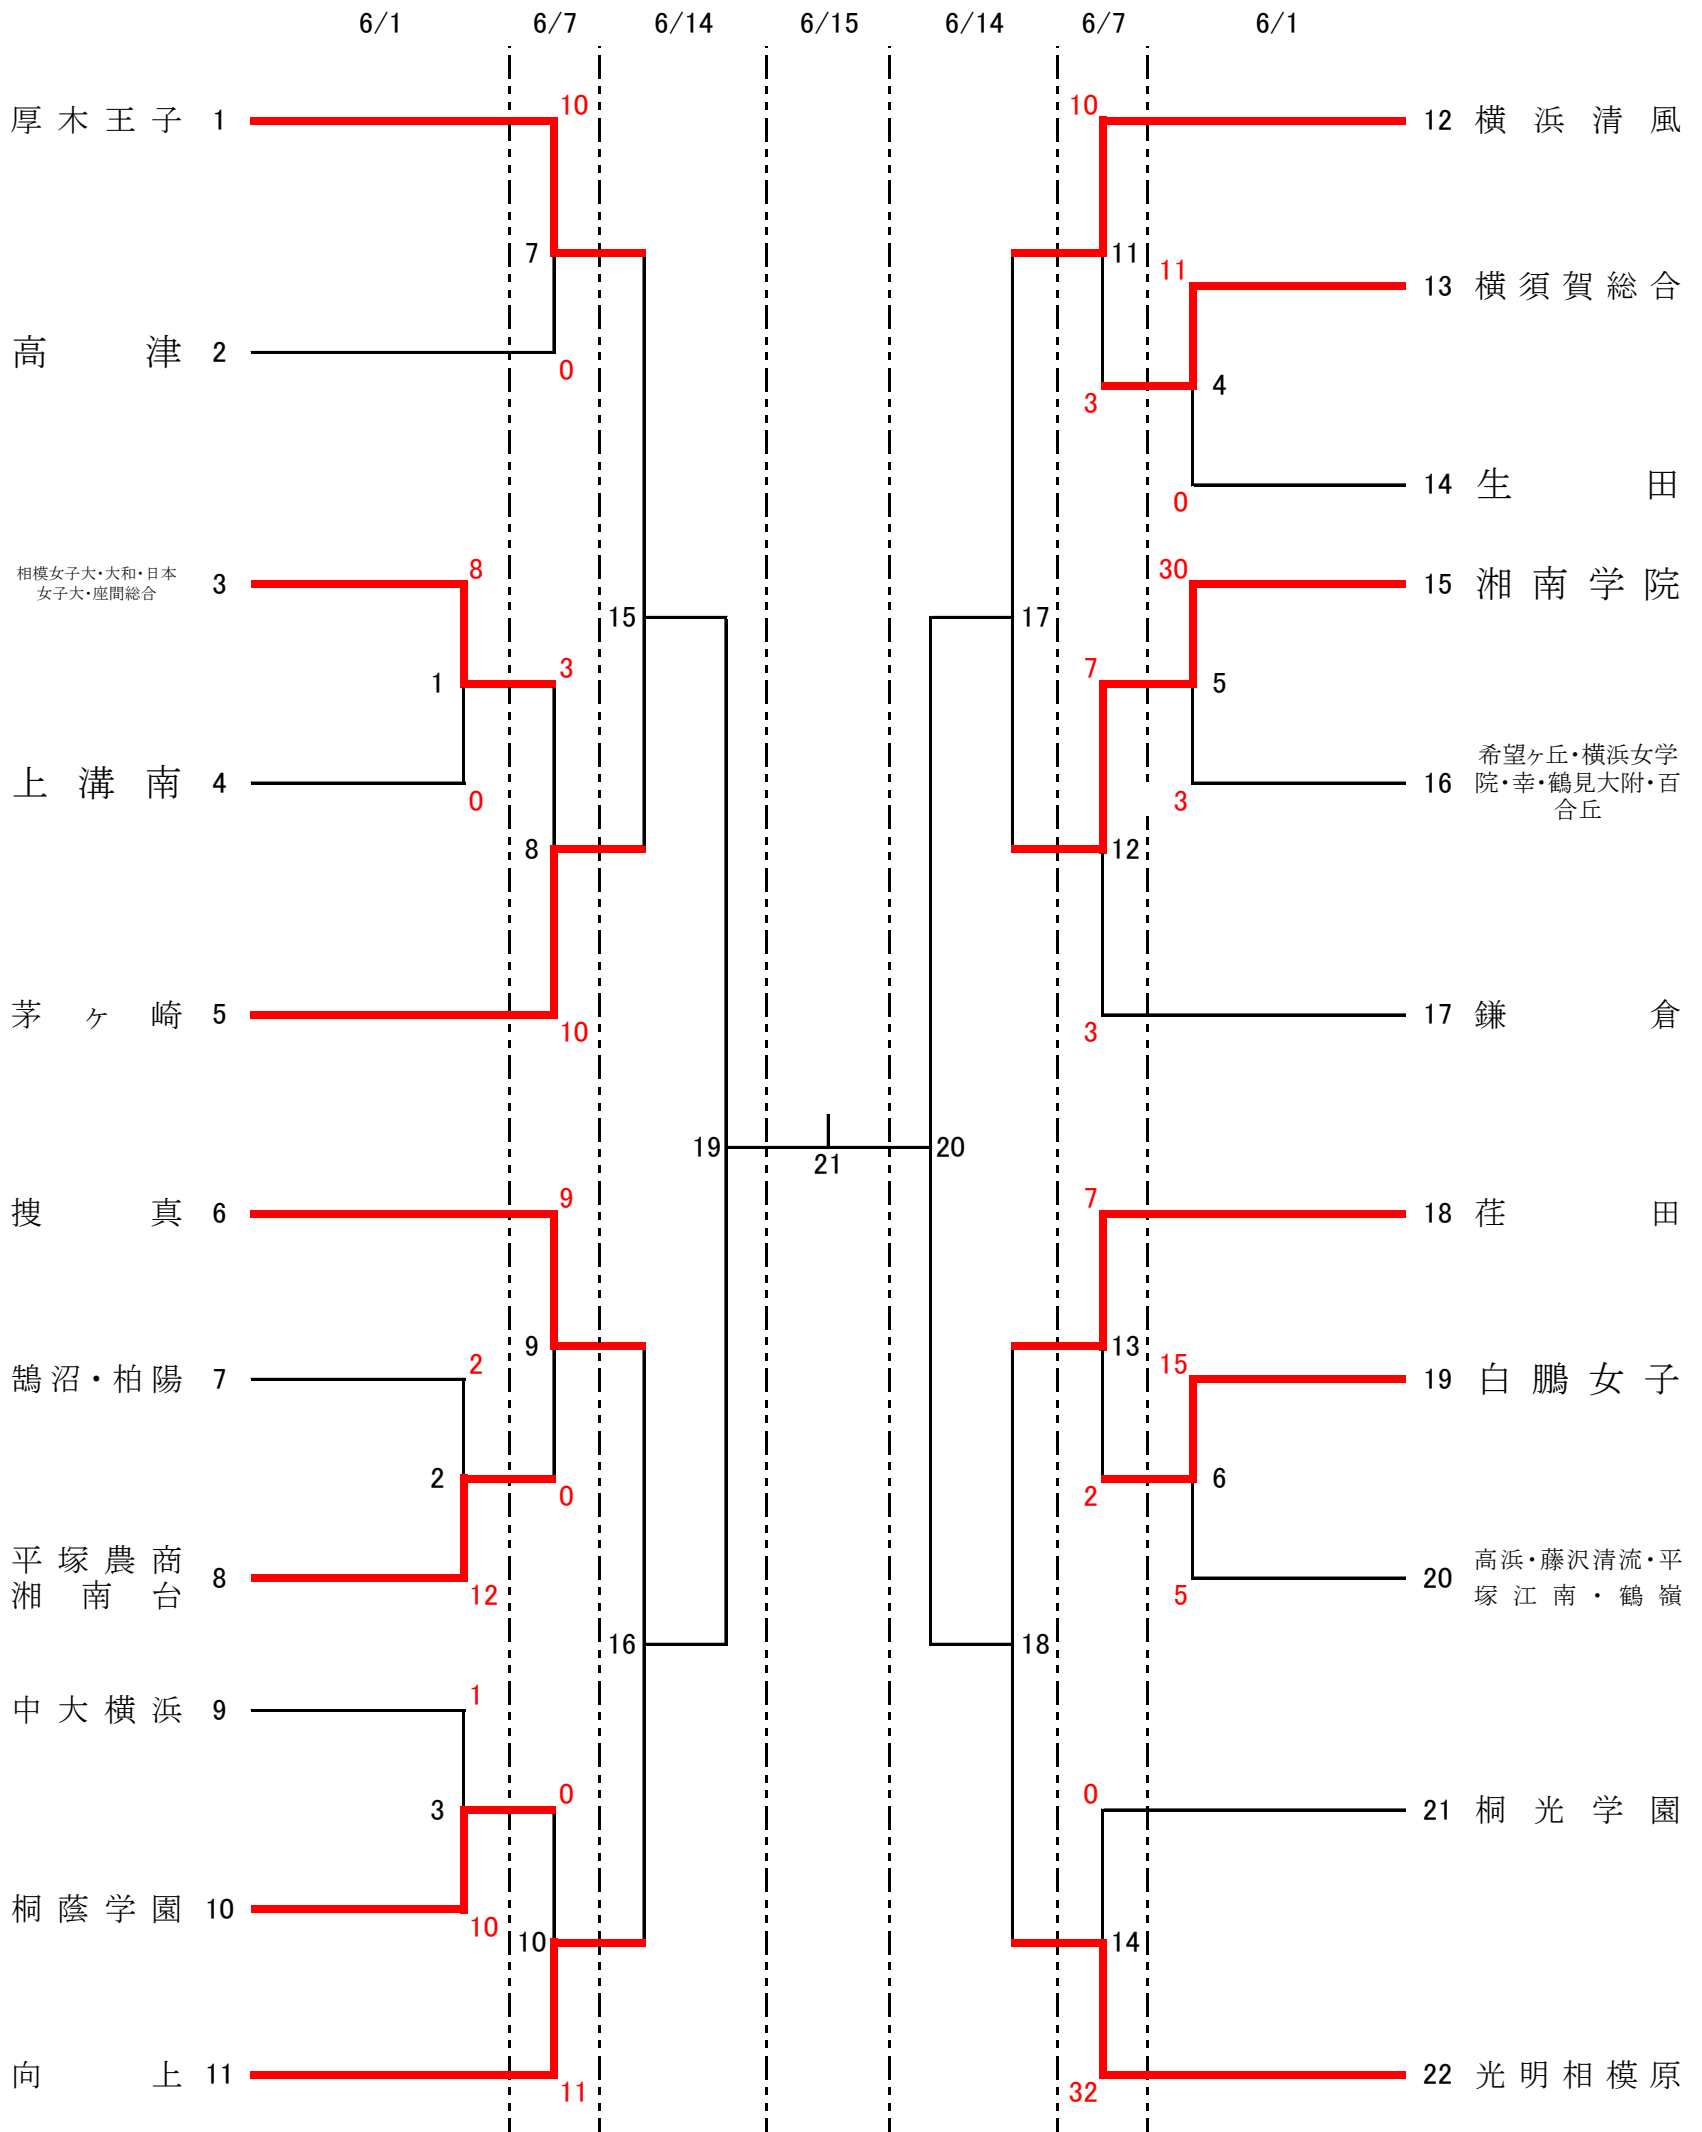 6/1 6/7 6/14 6/15 6/14 6/7 6/1
10 10
厚木王子 1 12 横浜清風
7 11
11
13 横須賀総合
高津 2
0
4
3
14 生田
0
相模女子大・大和・日本
女子大・座間総合
3
8 30
15 湘南学院
15 17
3 7
1 5
上溝南 4
0
希望ヶ丘・横浜女学
院・幸・鶴見大附・百
合丘
16
3
8 12
茅ヶ崎 5 17 鎌倉
10 3
19 21 20
9 7
捜真 6 18 荏田
9 13
2 15
鵠沼・柏陽 7 19 白鵬女子
2 6
0 2
平塚農商
湘南台
8
12
高浜・藤沢清流・平
塚江南・鶴嶺
20
5
16 18
1
中大横浜 9
0 0
3
21 桐光学園
桐蔭学園 10
10
10 14
向上 11 22 光明相模原
11 32